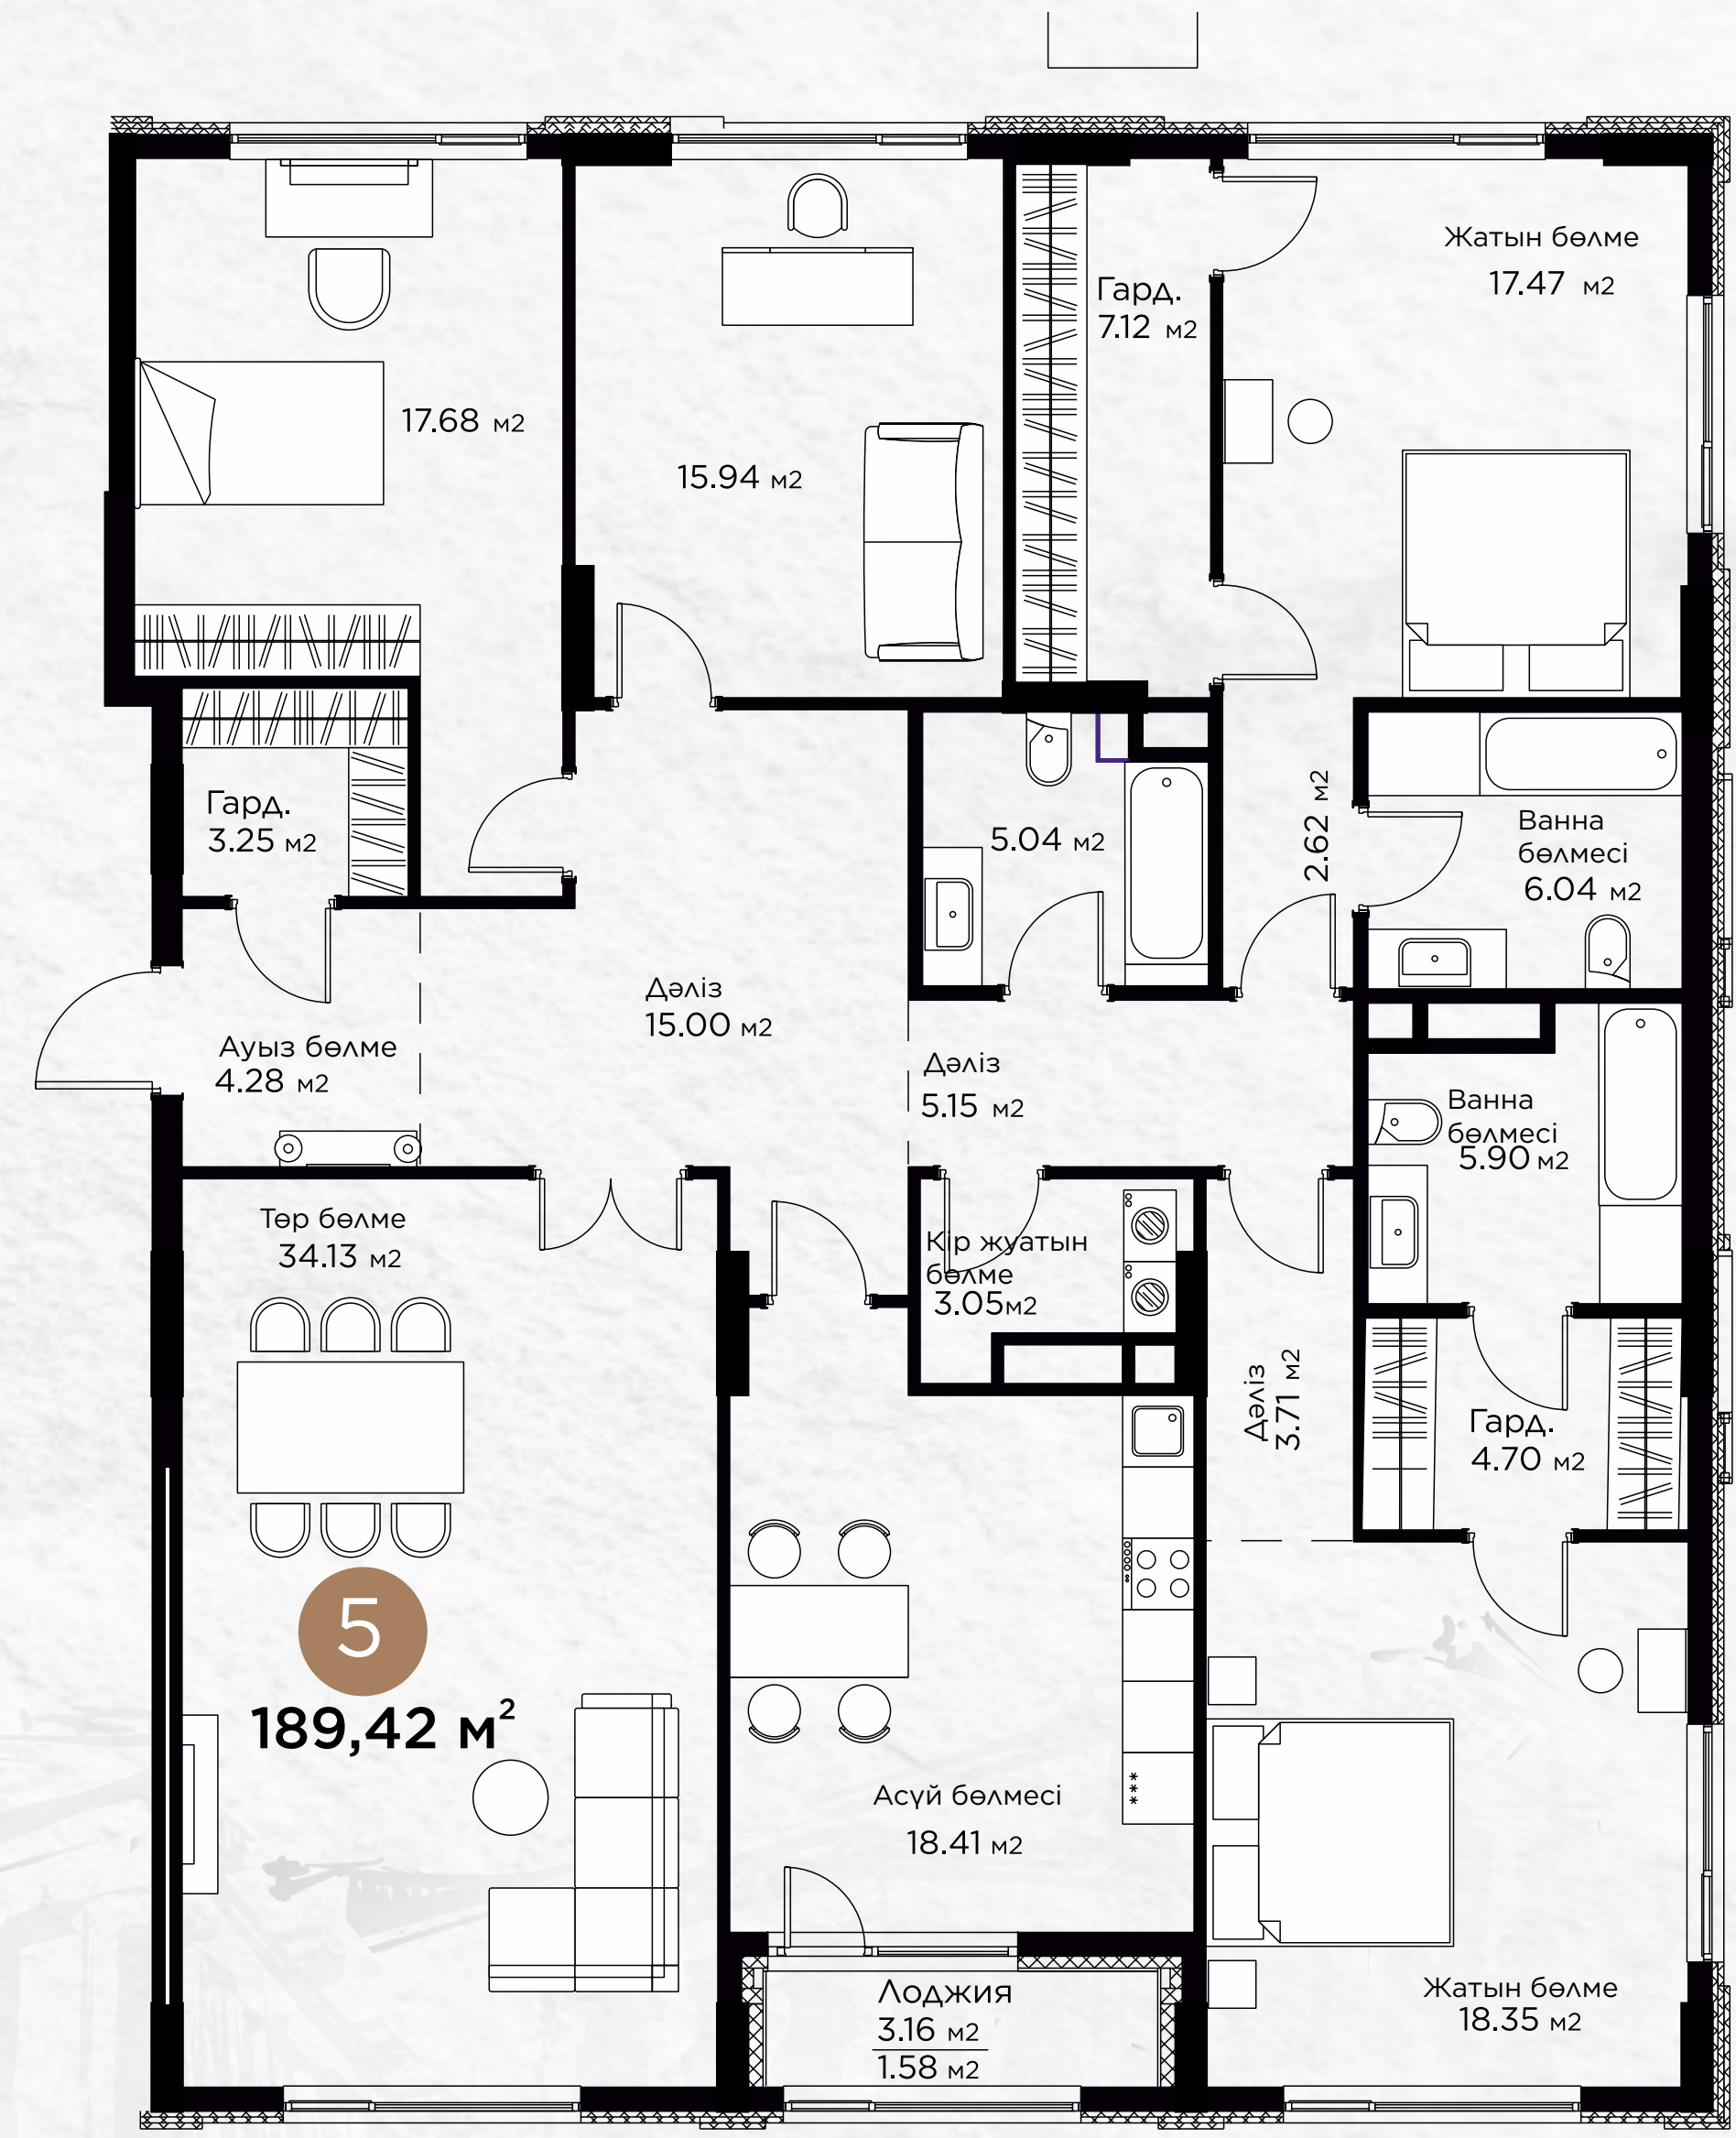 Жатын бөлме
17.47 м2
Гард.
7.12 м2
17.68 м2
15.94 м2
Гард.
3.25 м2
5.04 м2
2.62 м2
Ванна
бөлмесі
6.04 м2
Дәліз
15.00 м2
Ауыз бөлме
4.28 м2
Дәліз
5.15 м2
Ванна
бөлмесі
5.90 м2
Төр бөлме
34.13 м2
Кір жуатын
бөлме
3.05м2
Дәліз
3.71 м2
Гард.
4.70 м2
5
189,42 м²
Асүй бөлмесі
18.41 м2
***
Лоджия
3.16 м2
1.58 м2
Жатын бөлме
18.35 м2